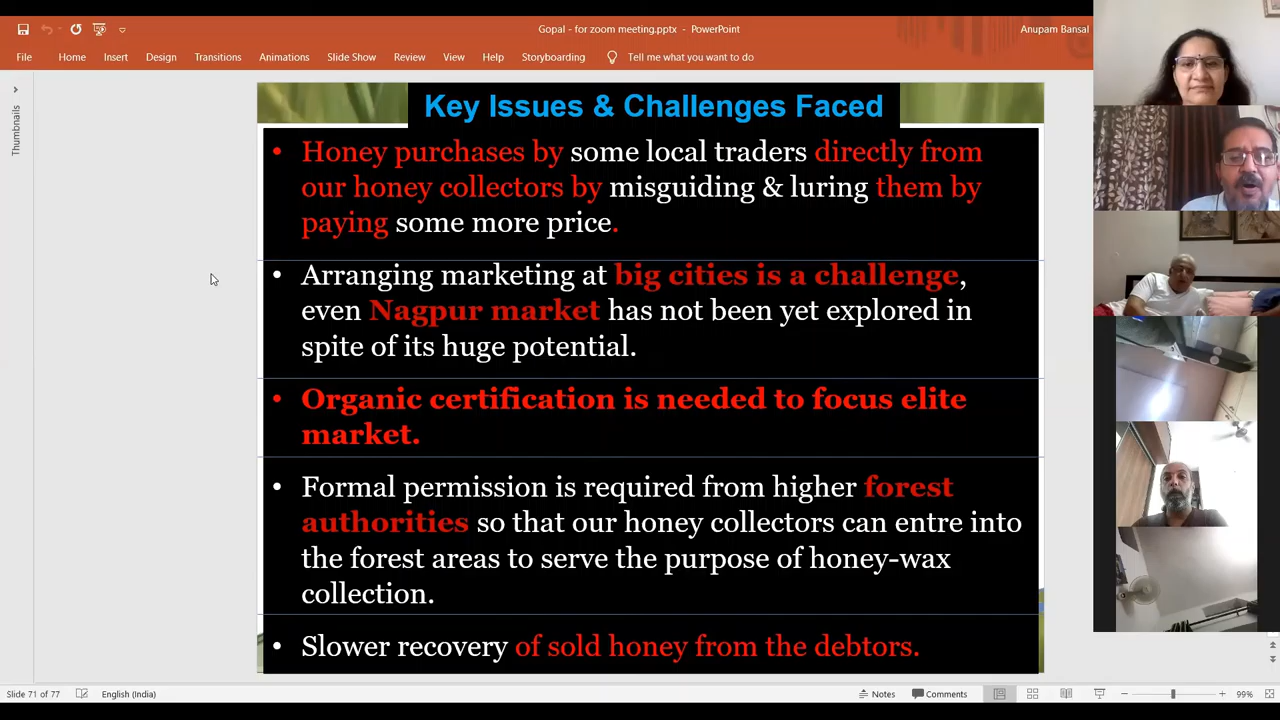 Gopal - for zoom meeting.pptx - PowerPoint
Anupam Bansal
File Home Insert Design Transitions Animations Slide Show Review View Help Storyboarding Tell me what you want to do
Thumbnails
Key Issues & Challenges Faced
• Honey purchases by some local traders directly from
our honey collectors by misguiding & luring them by
paying some more price.
• Arranging marketing at big cities is a challenge,
even Nagpur market has not been yet explored in
spite of its huge potential.
• Organic certification is needed to focus elite
market.
• Formal permission is required from higher forest
authorities so that our honey collectors can entre into
the forest areas to serve the purpose of honey-wax
collection.
• Slower recovery of sold honey from the debtors.
Slide 71 of 77 English (India) Notes Comments 99%